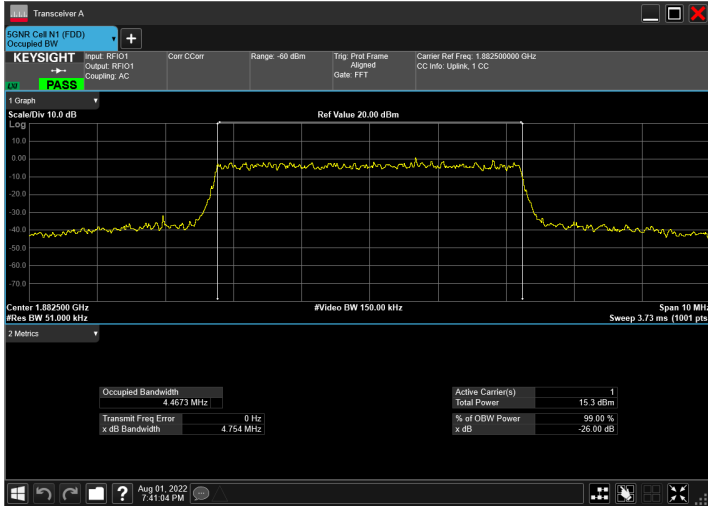 Transceiver A
5GNR Cell N1 (FDD)
Occupied BW
KEYSIGHT
LXI
PASS
Input: RFIO1
Output: RFIO1
Coupling: AC
Corr CCorr
Range: -60 dBm
Trig: Prot Frame
Aligned
Gate: FFT
Carrier Ref Freq: 1.882500000 GHz
CC Info: Uplink, 1 CC
1 Graph
Scale/Div 10.0 dB
Ref Value 20.00 dBm
Log
10.0
0.00
-10.0
-20.0
-30.0
-40.0
-50.0
-60.0
-70.0
Center 1.882500 GHz
#Video BW 150.00 kHz
Span 10 MHz
#Res BW 51.000 kHz
Sweep 3.73 ms (1001 pts
2 Metrics
Occupied Bandwidth
4.4673 MHz
Active Carrier(s) 1
Total Power 15.3 dBm
Transmit Freq Error 0 Hz
x dB Bandwidth 4.754 MHz
% of OBW Power 99.00 %
x dB -26.00 dB
Aug 01, 2022
7:41:04 PM